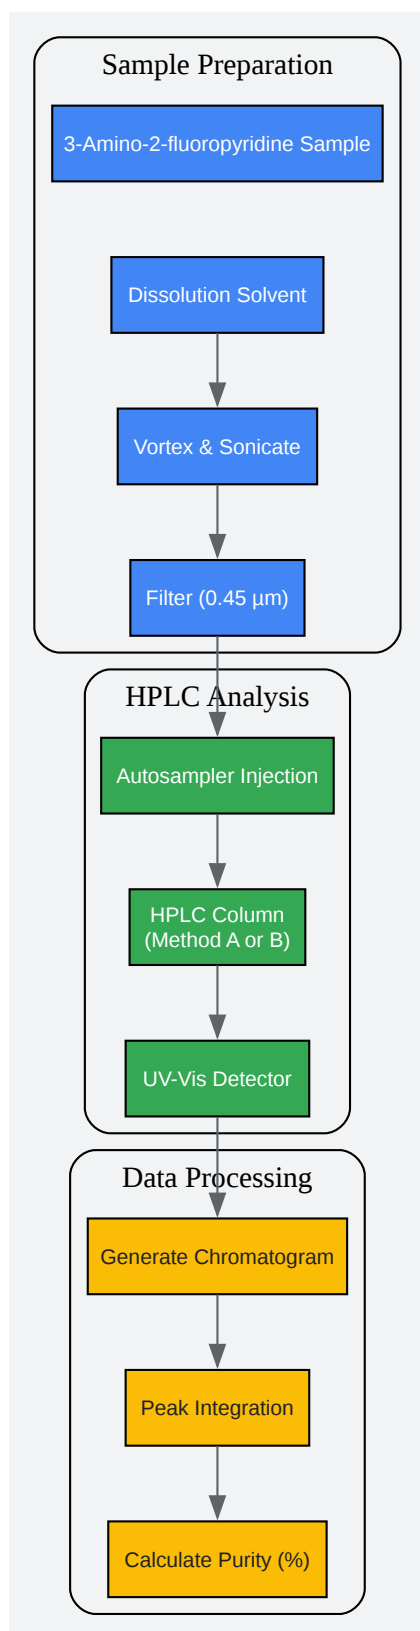 Sample Preparation
3-Amino-2-fluoropyridine Sample
Dissolution Solvent
Vortex & Sonicate
Filter (0.45 µm)
HPLC Analysis
Autosampler Injection
HPLC Column
(Method A or B)
UV-Vis Detector
Data Processing
Generate Chromatogram
Peak Integration
Calculate Purity (%)